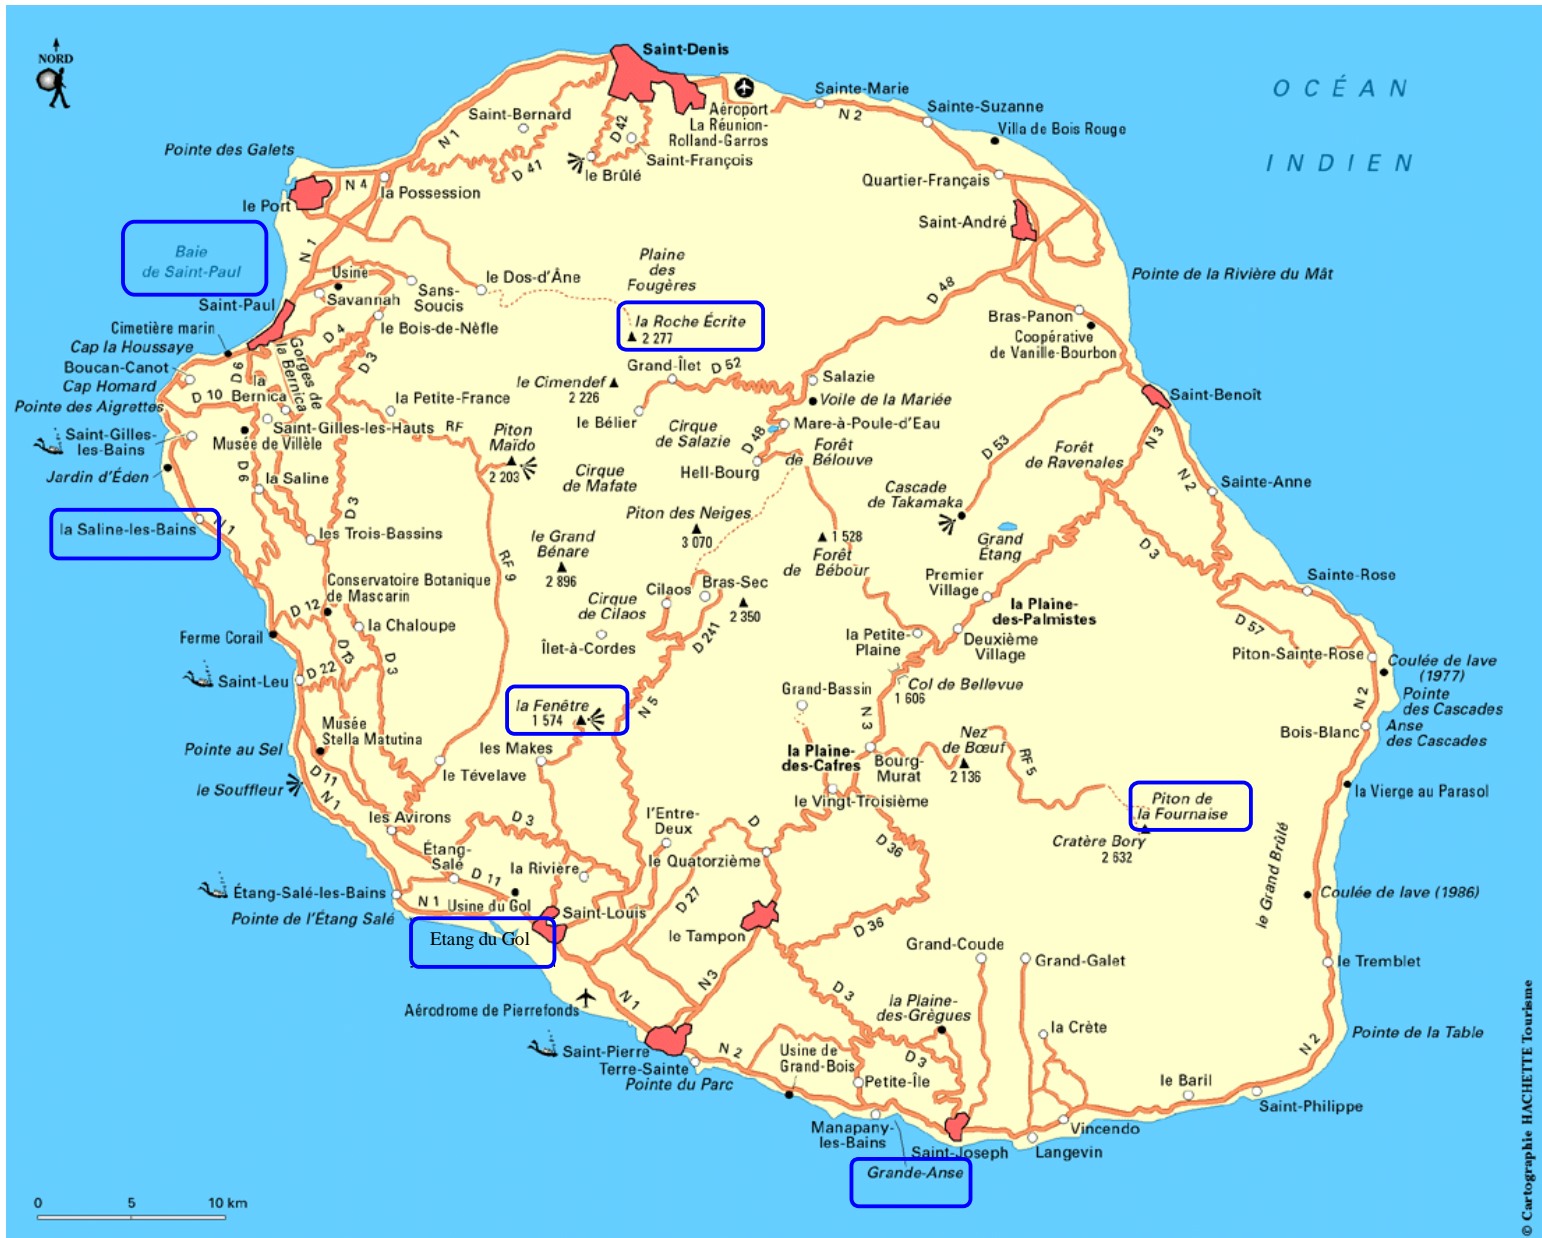 NORD
Saint-Denis
OCÉAN
INDIEN
Aéroport
La Réunion-
Rolland-Garros
Sainte-Marie
N 2
Sainte-Suzanne
Villa de Bois Rouge
Saint-Bernard
N 1
D 42
D 41
Saint-François
le Brûlé
Pointe des Galets
N 4
la Possession
le Port
Quartier-Français
Saint-André
Baie
de Saint-Paul
N 1
Plaine
des
Fougères
Pointe de la Rivière du Mât
Usine
Sans-
Soucis
le Dos-d'Âne
D 48
Saint-Paul
Savannah
Cimetière marin
le Bois-de-Nèfle
la Roche Écrite
2 277
Bras-Panon
Coopérative
de Vanille-Bourbon
Cap la Houssaye
D 4
D 3
Gorges de
la Bernica
Boucan-Canot
D 6
Cap Homard
la
Bernica
D 10
Grand-Îlet
D 52
le Cimendef
2 226
Salazie
Voile de la Mariée
Saint-Benoît
Pointe des Aigrettes
la Petite-France
le Bélier
Mare-à-Poule-d'Eau
Saint-Gilles-
les-Bains
Saint-Gilles-les-Hauts
RF
Musée de Villèle
Piton
Maïdo
2 203
Cirque
de Salazie
D 48
Forêt
de Bélouve
D 53
Forêt
de Ravenales
N 3
Jardin d'Éden
D 6
la Saline
Cirque
de Mafate
Hell-Bourg
Cascade
de Takamaka
N 2
Sainte-Anne
la Saline-les-Bains
N 1
D 3
les Trois-Bassins
le Grand
Bénare
2 896
Piton des Neiges
3 070
1 528
Forêt
de Bébour
Grand
Étang
D 3
RF 9
Conservatoire Botanique
de Mascarin
D 12
Cirque
de Cilaos
Cilaos
Bras-Sec
2 350
Premier
Village
la Plaine-
des-Palmistes
Sainte-Rose
Ferme Corail
la Chaloupe
Îlet-à-Cordes
D 241
la Petite-
Plaine
Deuxième
Village
D 57
Piton-Sainte-Rose
Coulée de lave
(1977)
D 13
D 3
D 22
Saint-Leu
la Fenêtre
1 574
N 5
Grand-Bassin
Col de Bellevue
1 606
N 2
Pointe
des Cascades
Anse
des Cascades
Bois-Blanc
Musée
Stella Matutina
Pointe au Sel
les Makes
N 3
la Plaine-
des-Cafres
Bourg-
Murat
Nez
de Bœuf
2 136
RF 5
D 11
N 1
le Souffleur
le Tévelave
le Vingt-Troisième
Piton de
la Fournaise
Cratère Bory
2 632
la Vierge au Parasol
les Avirons
D 3
l'Entre-
Deux
D
D 36
le Grand Brûlé
Étang-
Salé
D 11
la Rivière
le Quatorzième
Étang-Salé-les-Bains
N 1
Usine du Gol
Saint-Louis
D 27
Coulée de lave (1986)
Pointe de l'Étang Salé
Etang du Gol
le Tampon
D 36
Grand-Coude
Grand-Galet
le Tremblet
N 3
D 3
Aérodrome de Pierrefonds
N 1
la Plaine-
des-Grègues
la Crète
Pointe de la Table
Saint-Pierre
Terre-Sainte
Pointe du Parc
N 2
Usine de
Grand-Bois
D 3
Petite-Île
N 2
le Baril
Saint-Philippe
Manapany-
les-Bains
Saint-Joseph
Vincendo
Langevin
Grande-Anse
0 5 10 km
© Cartographie HACHETTE Tourisme